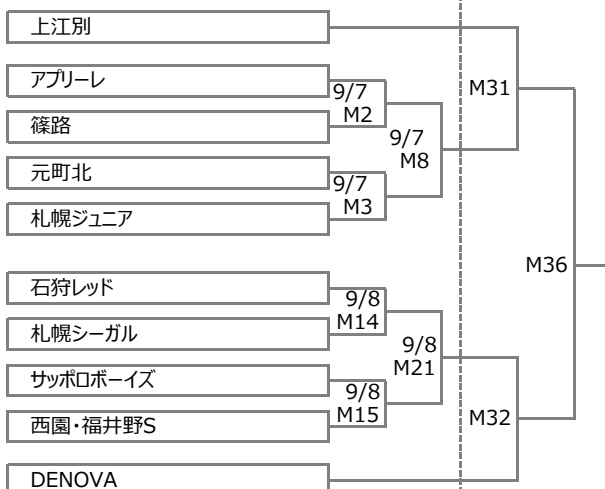 上江別
アプリーレ
篠路
元町北
札幌ジュニア
石狩レッド
札幌シーガル
サッポロボーイズ
西園・福井野S
DENOVA
9/7
M2
9/7
M3
9/7
M8
9/8
M14
9/8
M15
9/8
M21
M31
M32
M36